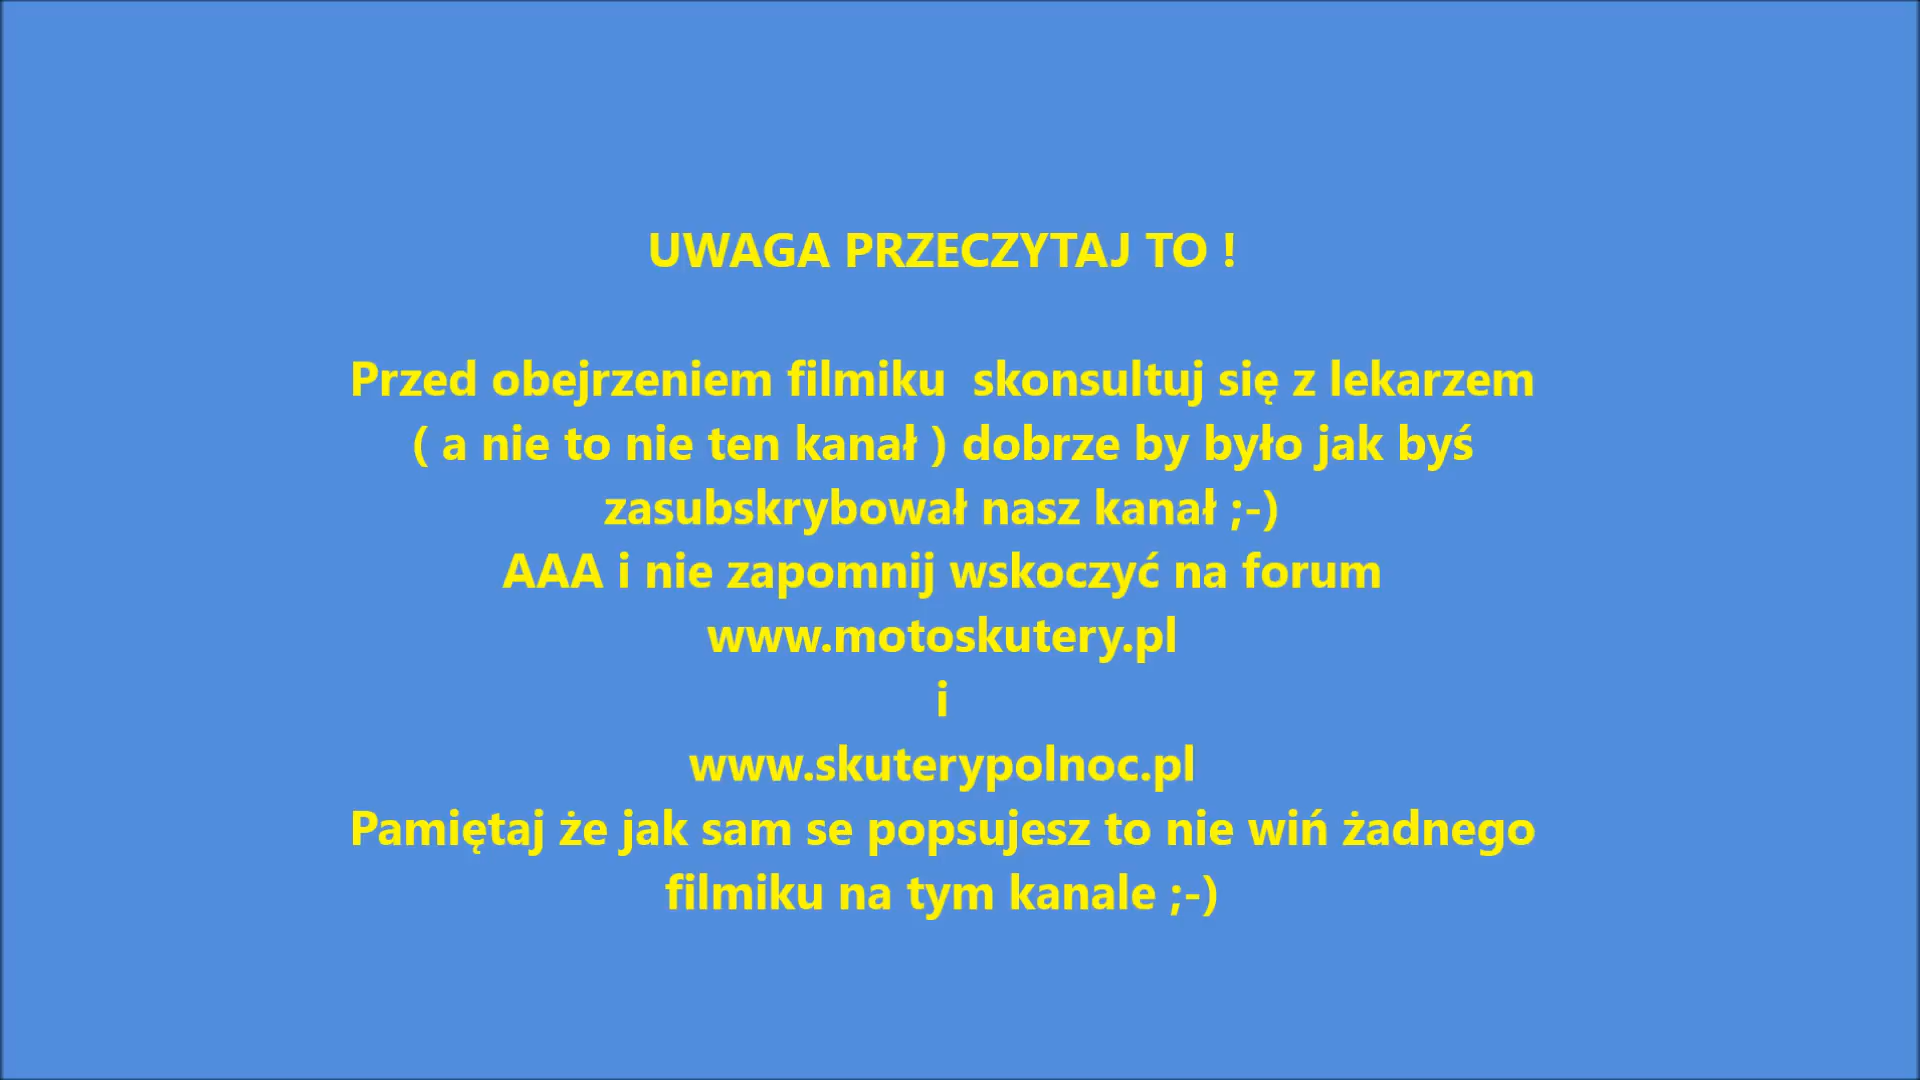 UWAGA PRZECZYTAJ TO !
Przed obejrzeniem filmiku  skonsultuj się z lekarzem
( a nie to nie ten kanał ) dobrze by było jak byś
zasubskrybował nasz kanał ;-)
AAA i nie zapomnij wskoczyć na forum
www.motoskutery.pl
i
www.skuterypolnoc.pl
Pamiętaj że jak sam se popsujesz to nie wiń żadnego
filmiku na tym kanale ;-)